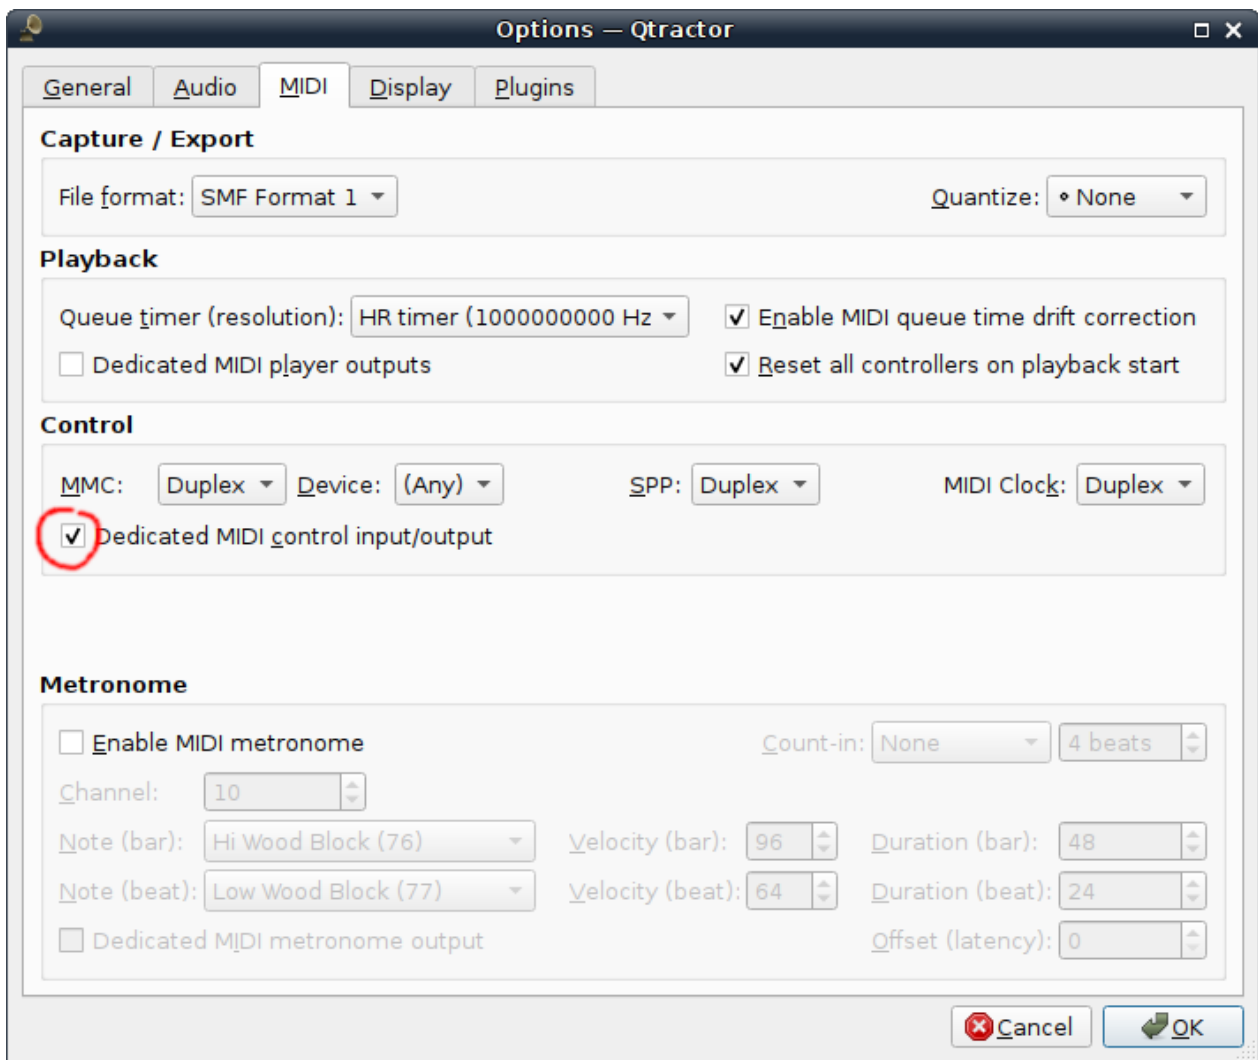 Options — Qtractor
General Audio MIDI Display Plugins
Capture / Export
File format: SMF Format 1 Quantize: None
Playback
Queue timer (resolution): HR timer (1000000000 Hz Enable MIDI queue time drift correction
Dedicated MIDI player outputs Reset all controllers on playback start
Control
MMC: Duplex Device: (Any) SPP: Duplex MIDI Clock: Duplex
Dedicated MIDI control input/output
Metronome
Enable MIDI metronome Count-in: None 4 beats
Channel: 10
Note (bar): Hi Wood Block (76) Velocity (bar): 96 Duration (bar): 48
Note (beat): Low Wood Block (77) Velocity (beat): 64 Duration (beat): 24
Dedicated MIDI metronome output Offset (latency): 0
Cancel OK